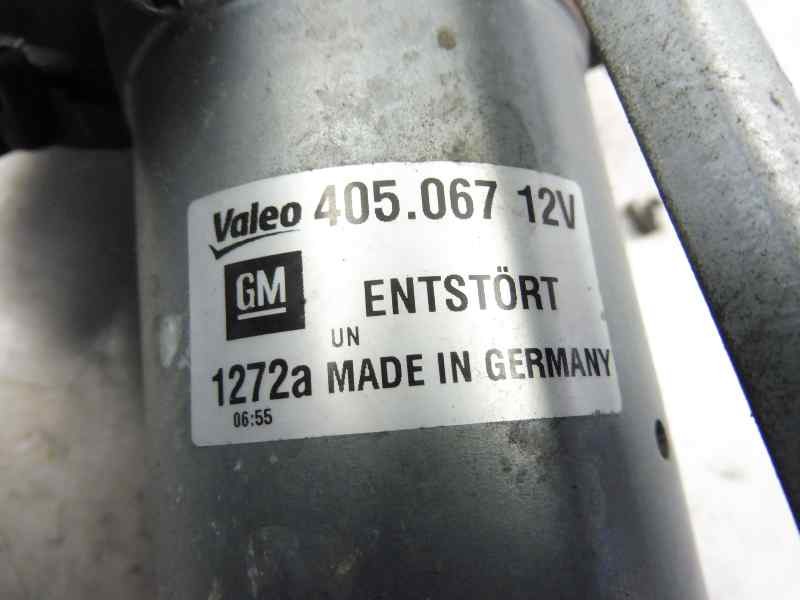 Valeo 405.067 12V
GM ENTSTÖRT
UN
1272a MADE IN GERMANY
06:55